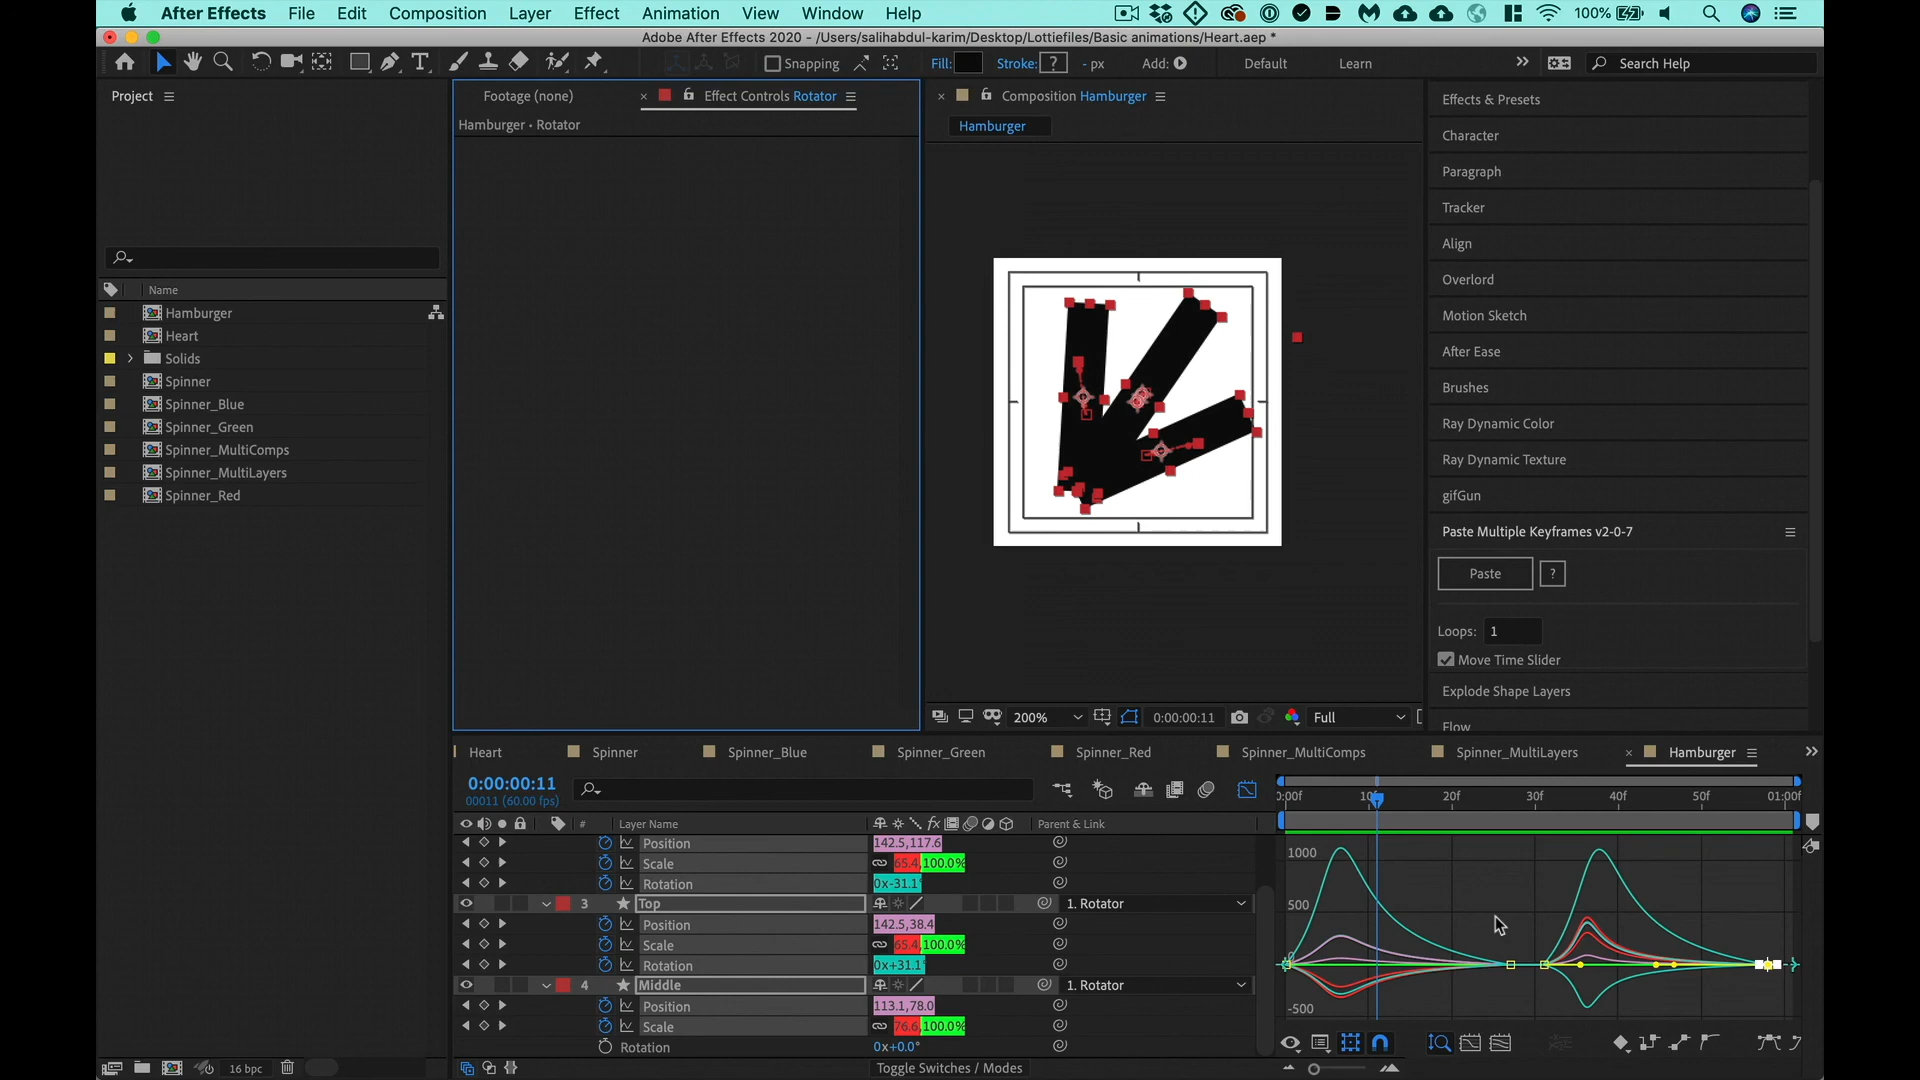 After Effects File Edit Composition Layer Effect Animation View Window Help 100%
Adobe After Effects 2020 - /Users/salihabdul-karim/Desktop/Lottiefiles/Basic animations/Heart.aep *
Snapping Fill: Stroke: ? - px Add: Default Learn Search Help
Project
Name
Hamburger
Heart
Solids
Spinner
Spinner_Blue
Spinner_Green
Spinner_MultiComps
Spinner_MultiLayers
Spinner_Red
16 bpc
Footage (none) Effect Controls Rotator
Hamburger • Rotator
Composition Hamburger
Hamburger
200% 0:00:00:11 Full
Effects & Presets
Character
Paragraph
Tracker
Align
Overlord
Motion Sketch
After Ease
Brushes
Ray Dynamic Color
Ray Dynamic Texture
gifGun
Paste Multiple Keyframes v2-0-7
Paste ?
Loops: 1
Move Time Slider
Explode Shape Layers
Flow
Heart Spinner Spinner_Blue Spinner_Green Spinner_Red Spinner_MultiComps Spinner_MultiLayers Hamburger
0:00:00:11
00011 (60.00 fps)
# Layer Name Parent & Link
Position 142.5,117.6
Scale 65.4,100.0%
Rotation 0x-31.1°
3 Top 1. Rotator
Position 142.5,38.4
Scale 65.4,100.0%
Rotation 0x+31.1°
4 Middle 1. Rotator
Position 113.1,78.0
Scale 76.6,100.0%
Rotation 0x+0.0°
Toggle Switches / Modes
0:00f 10f 20f 30f 40f 50f 01:00f
1000
500
0
-500